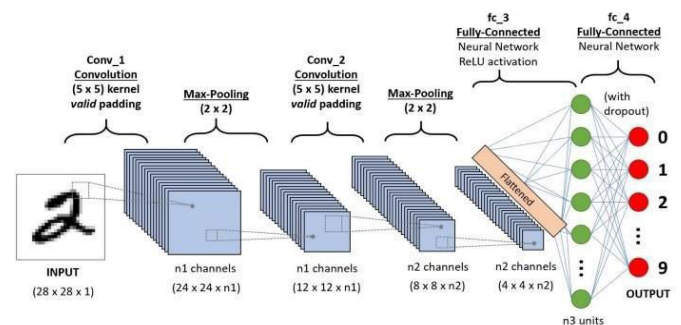 Conv_1
Convolution
(5 x 5) kernel
valid padding
Max-Pooling
(2 x 2)
Conv_2
Convolution
(5 x 5) kernel
valid padding
Max-Pooling
(2 x 2)
fc_3
Fully-Connected
Neural Network
ReLU activation
fc_4
Fully-Connected
Neural Network
(with
dropout)
2
Flattened
0
1
2
9
INPUT
(28 x 28 x 1)
n1 channels
(24 x 24 x n1)
n1 channels
(12 x 12 x n1)
n2 channels
(8 x 8 x n2)
n2 channels
(4 x 4 x n2)
OUTPUT
n3 units